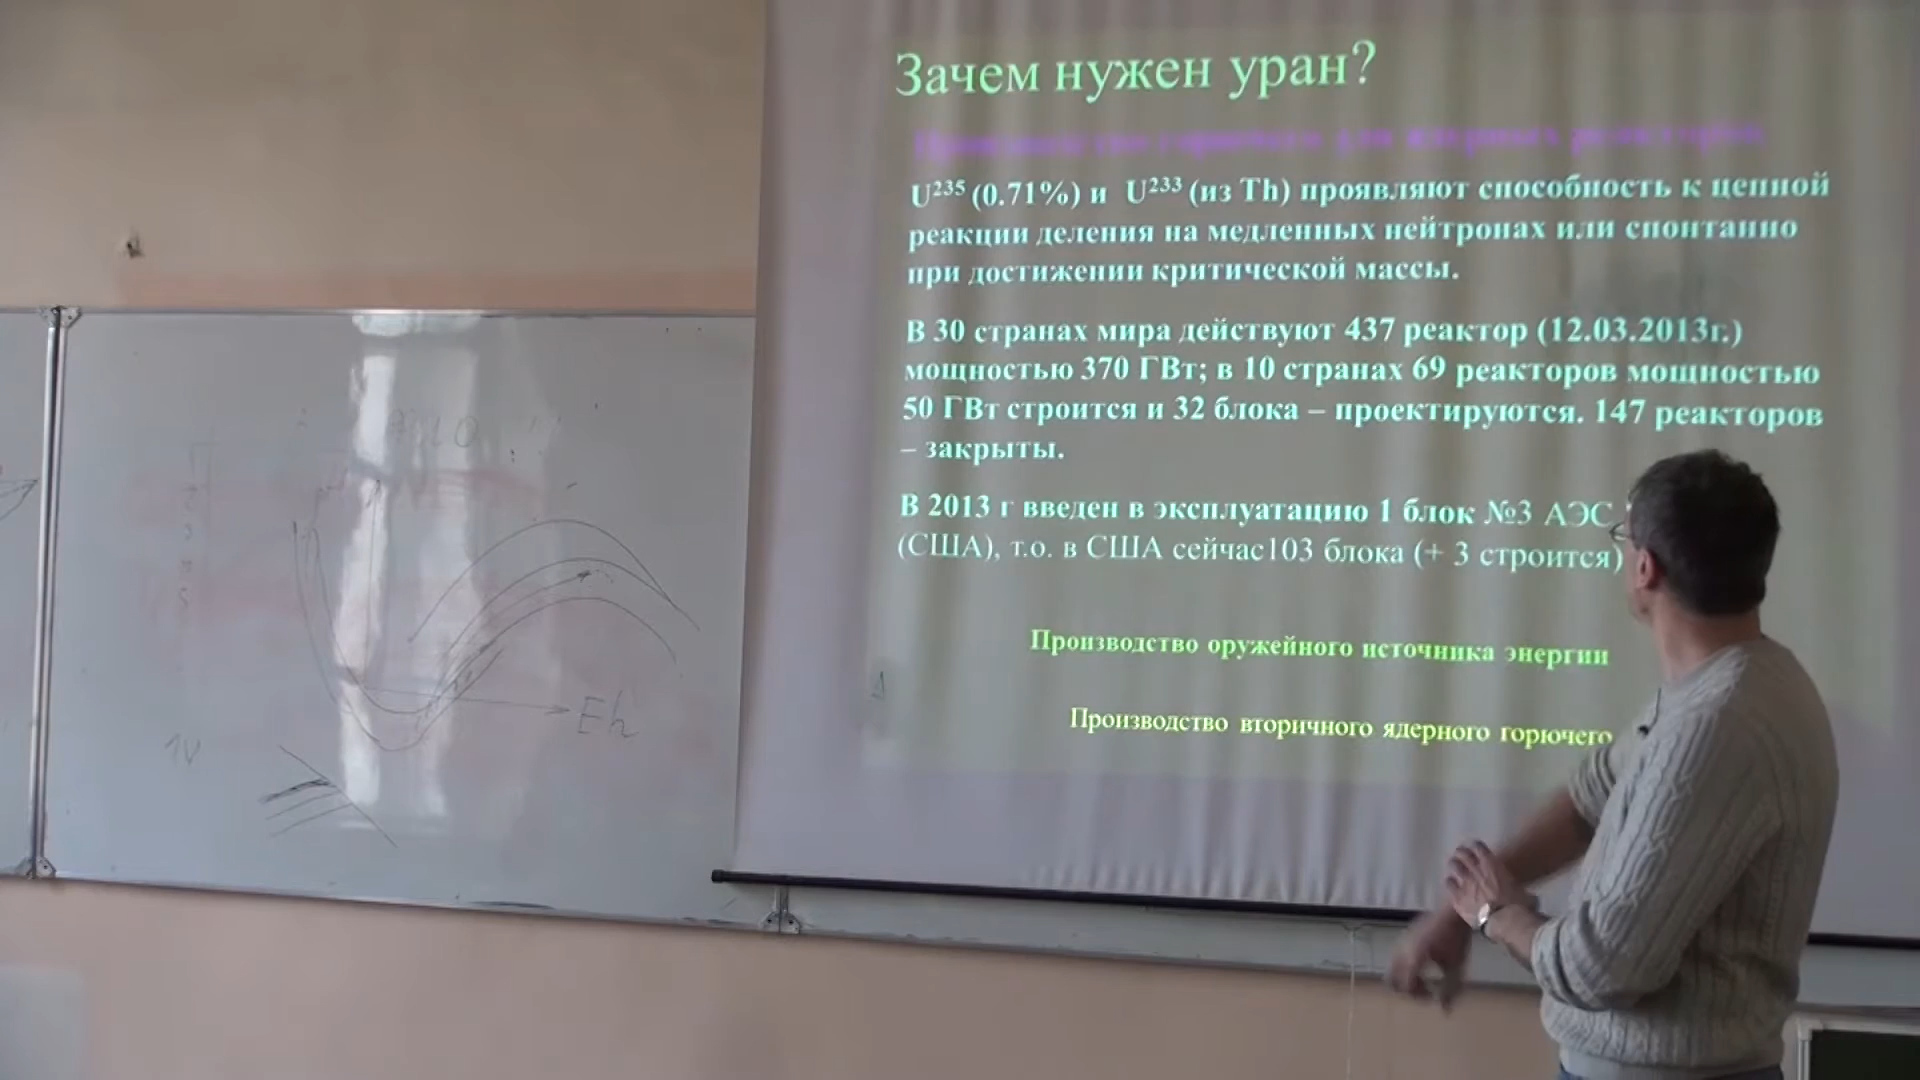 Зачем нужен уран?
U²³⁵ (0.71%) и U²³³ (из Th) проявляют способность к цепной
реакции деления на медленных нейтронах или спонтанно
при достижении критической массы.
В 30 странах мира действуют 437 реактор (12.03.2013г.)
мощностью 370 ГВт; в 10 странах 69 реакторов мощностью
50 ГВт строится и 32 блока – проектируются. 147 реакторов
– закрыты.
В 2013 г введен в эксплуатацию 1 блок №3 АЭС
(США), т.о. в США сейчас103 блока (+ 3 строится)
Производство оружейного источника энергии
Производство вторичного ядерного горючего
Eh